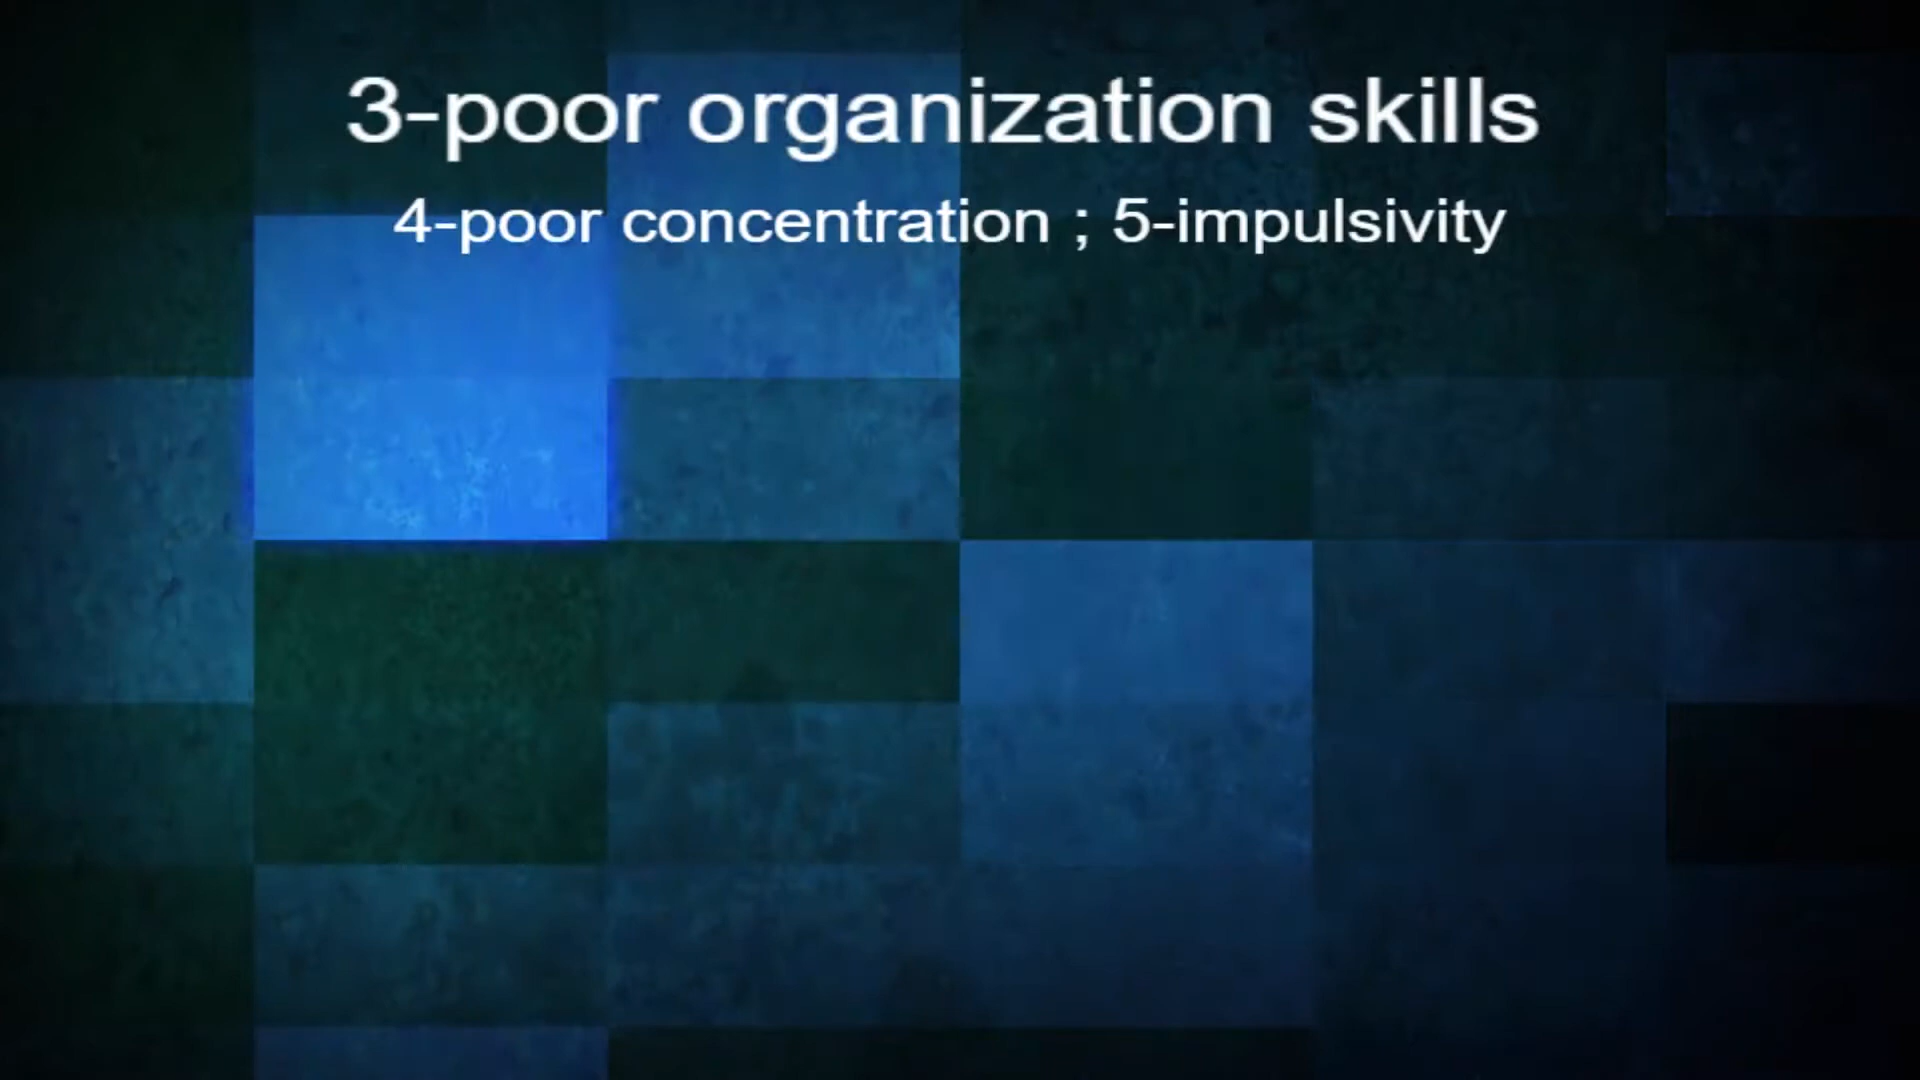 3-poor organization skills
4-poor concentration ; 5-impulsivity